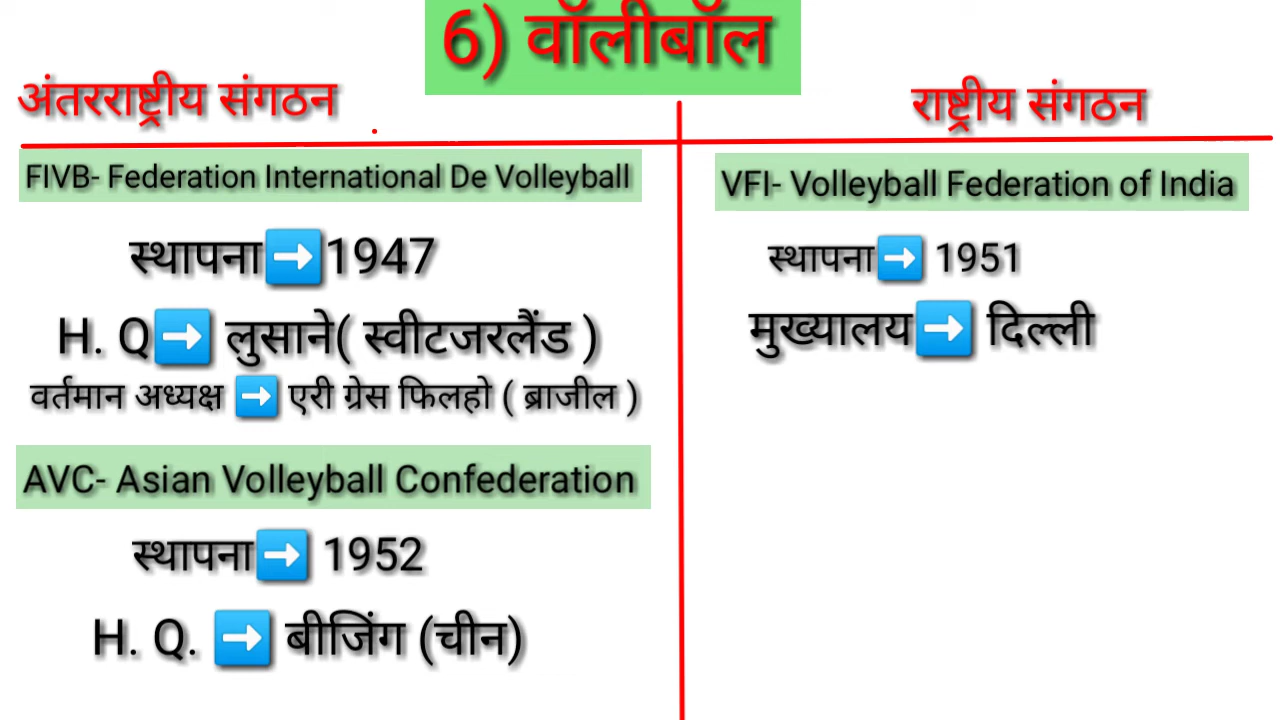 6) वॉलीबॉल
अंतरराष्ट्रीय संगठन
FIVB- Federation International De Volleyball
स्थापना➡1947
H. Q➡ लुसाने( स्वीटजरलैंड )
वर्तमान अध्यक्ष ➡ एरी ग्रेस फिलहो ( ब्राजील )
AVC- Asian Volleyball Confederation
स्थापना➡ 1952
H. Q. ➡ बीजिंग (चीन)
राष्ट्रीय संगठन
VFI- Volleyball Federation of India
स्थापना➡ 1951
मुख्यालय➡ दिल्ली